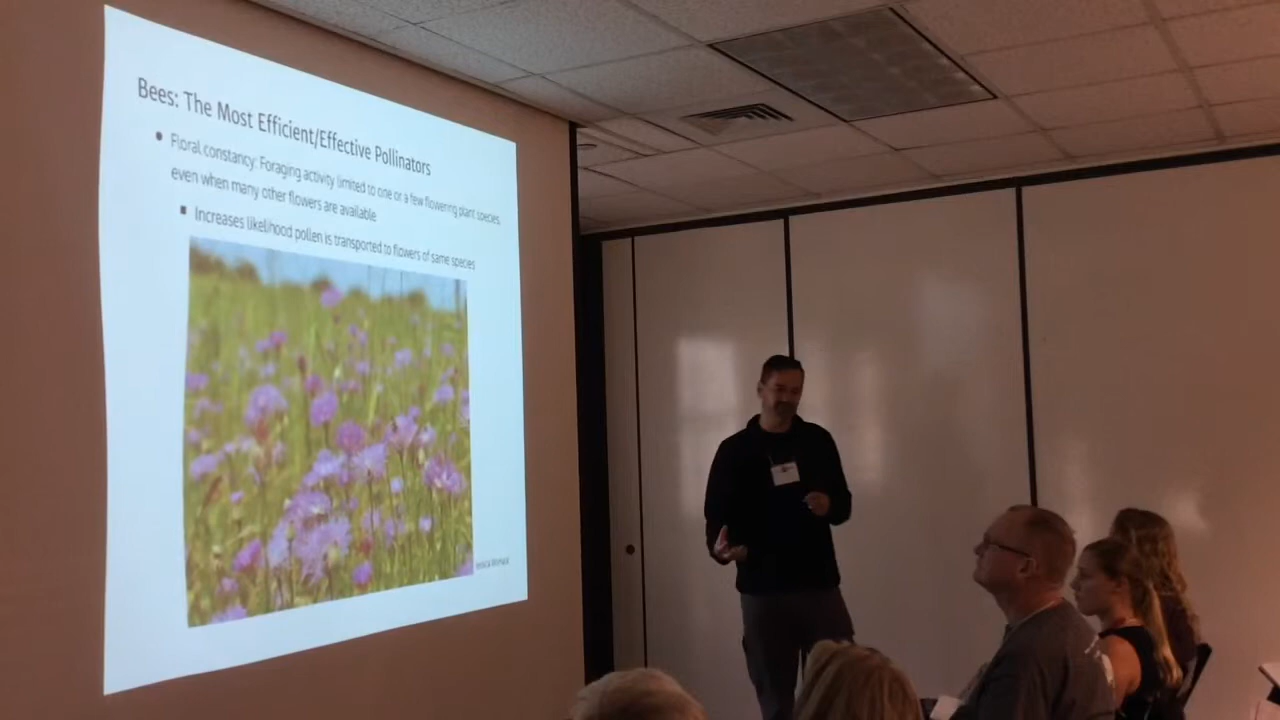 Bees: The Most Efficient/Effective Pollinators
• Floral constancy: Foraging activity limited to one or a few flowering plant species,
even when many other flowers are available
▪ Increases likelihood pollen is transported to flowers of same species